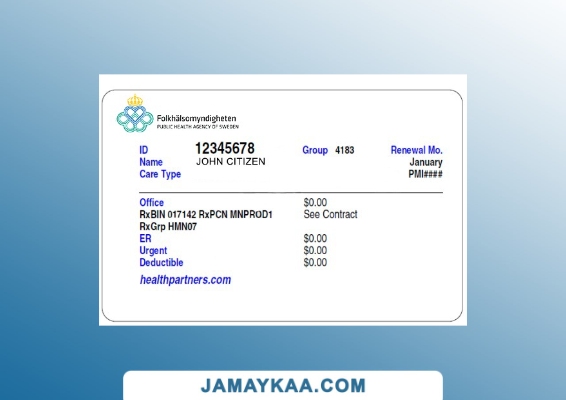 Folkhälsomyndigheten
PUBLIC HEALTH AGENCY OF SWEDEN
ID 12345678 Group 4183 Renewal Mo.
Name JOHN CITIZEN January
Care Type PMI####
Office $0.00
RxBIN 017142 RxPCN MNPROD1 See Contract
RxGrp HMN07
ER $0.00
Urgent $0.00
Deductible $0.00
healthpartners.com
JAMAYKAA.COM